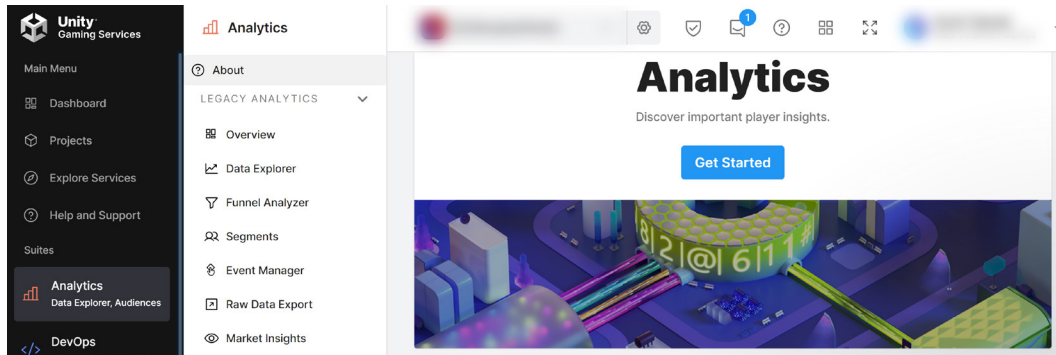 Unity
Gaming Services
Main Menu
Dashboard
Projects
Explore Services
Help and Support
Suites
Analytics
Data Explorer, Audiences
DevOps
Analytics
About
LEGACY ANALYTICS
Overview
Data Explorer
Funnel Analyzer
Segments
Event Manager
Raw Data Export
Market Insights
1
Analytics
Discover important player insights.
Get Started
8|2|@|6|11#